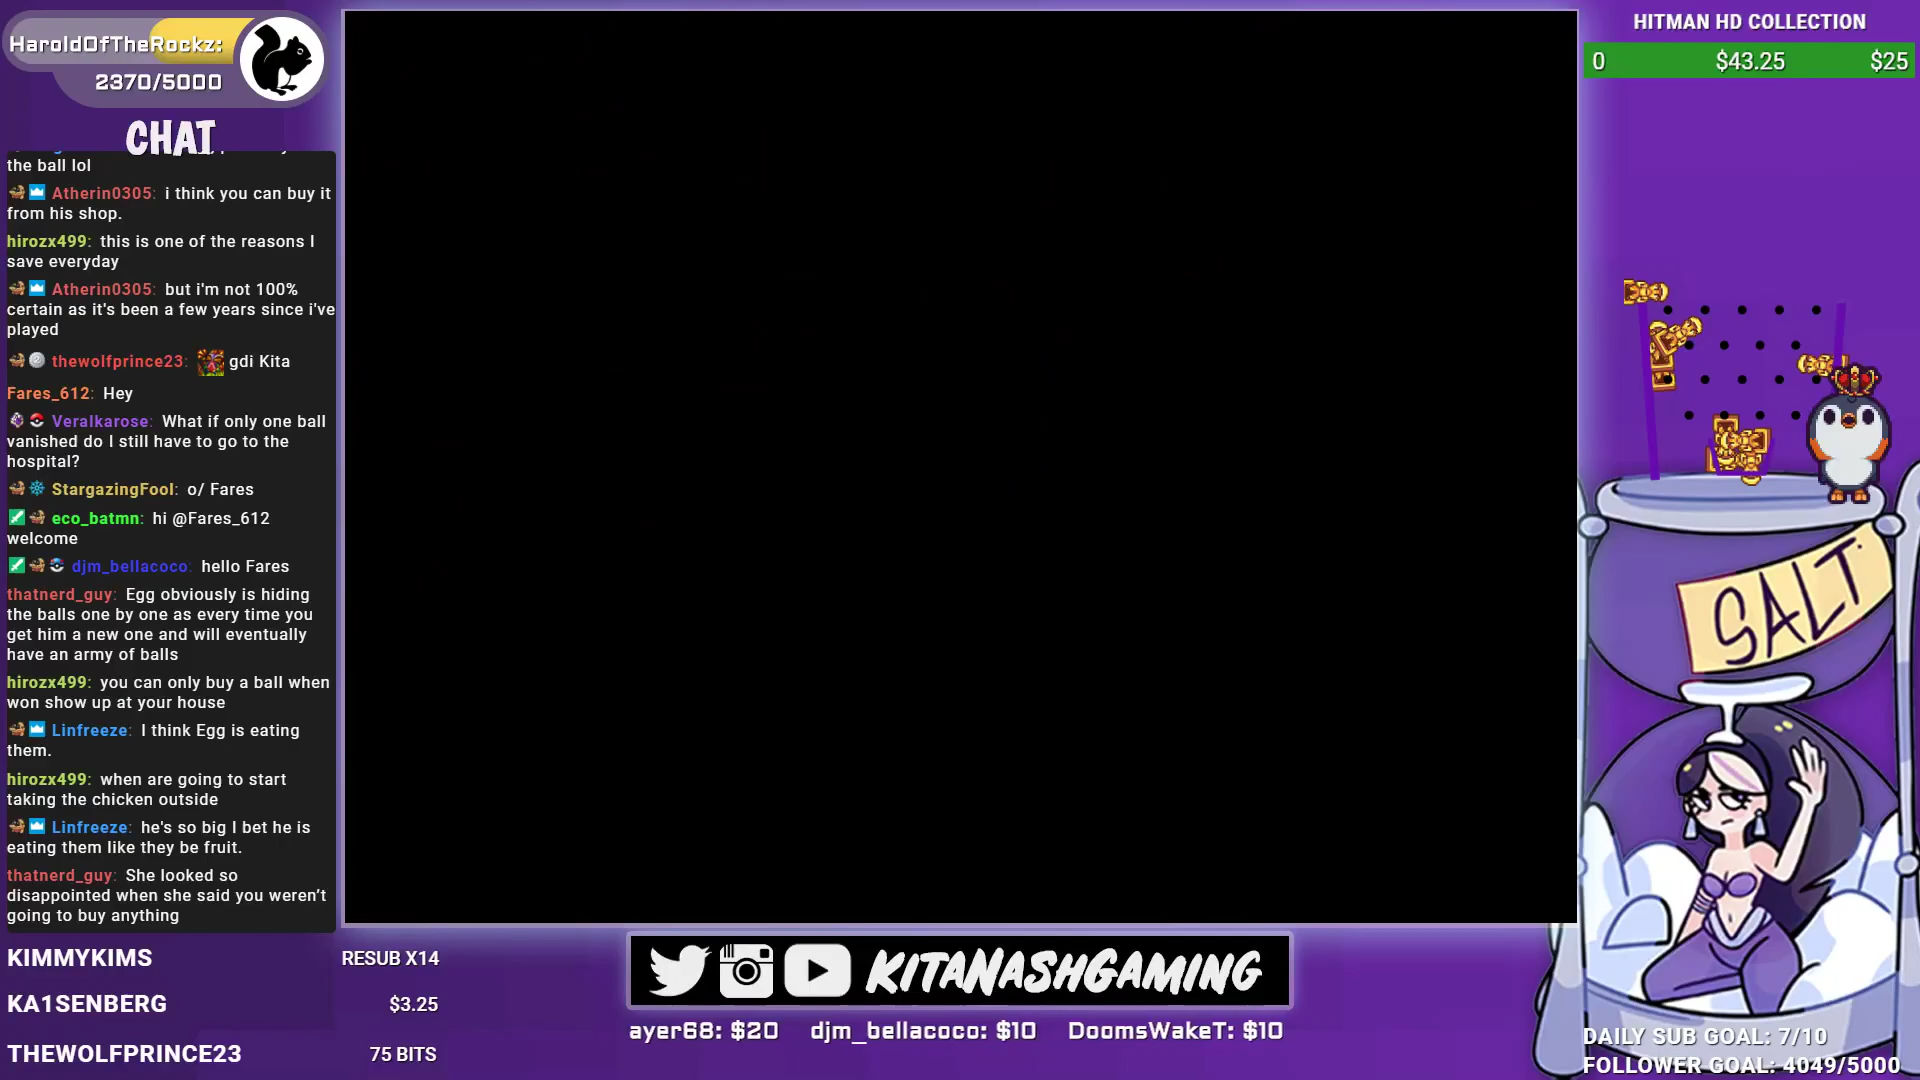 HaroldOfTheRockz:
2370/5000
CHAT
the ball lol
Atherin0305: i think you can buy it
from his shop.
hirozx499: this is one of the reasons I
save everyday
Atherin0305: but i'm not 100%
certain as it's been a few years since i've
played
thewolfprince23: gdi Kita
Fares_612: Hey
Veralkarose: What if only one ball
vanished do I still have to go to the
hospital?
StargazingFool: o/ Fares
eco_batmn: hi @Fares_612
welcome
djm_bellacoco: hello Fares
thatnerd_guy: Egg obviously is hiding
the balls one by one as every time you
get him a new one and will eventually
have an army of balls
hirozx499: you can only buy a ball when
won show up at your house
Linfreeze: I think Egg is eating
them.
hirozx499: when are going to start
taking the chicken outside
Linfreeze: he's so big I bet he is
eating them like they be fruit.
thatnerd_guy: She looked so
disappointed when she said you weren't
going to buy anything
KIMMYKIMS RESUB X14
KA1SENBERG $3.25
THEWOLFPRINCE23 75 BITS
KITANASHGAMING
ayer68: $20 djm_bellacoco: $10 DoomsWakeT: $10
HITMAN HD COLLECTION
0 $43.25 $25
SALT
DAILY SUB GOAL: 7/10
FOLLOWER GOAL: 4049/5000